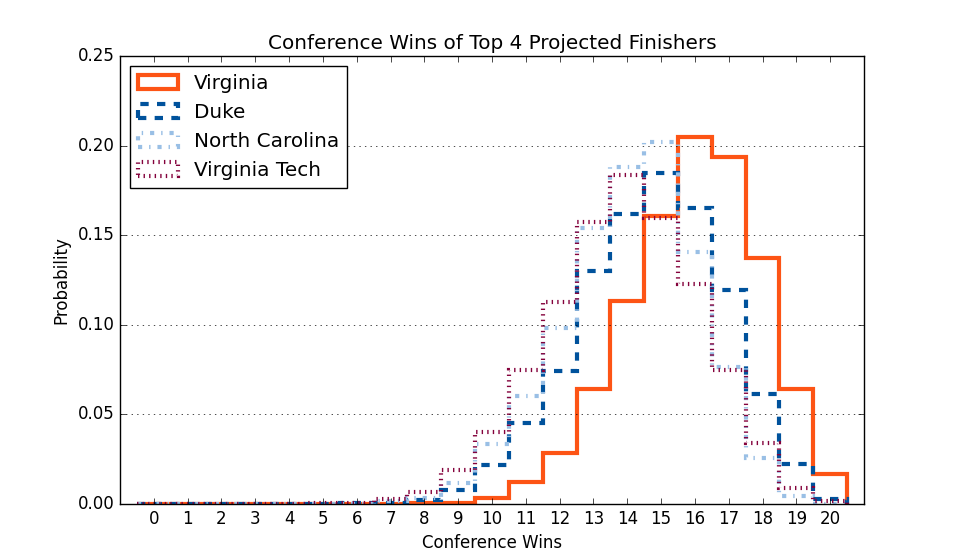 Conference Wins of Top 4 Projected Finishers
0.25
0.20
0.15
0.10
0.05
0.00
Probability
Virginia
Duke
North Carolina
Virginia Tech
0 1 2 3 4 5 6 7 8 9 10 11 12 13 14 15 16 17 18 19 20
Conference Wins